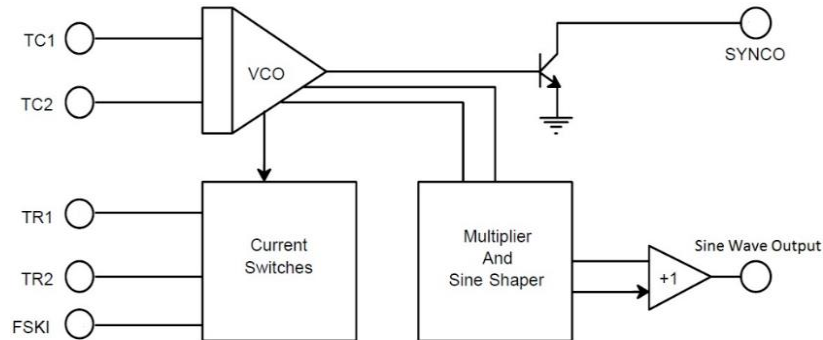 TC1
VCO
SYNCO
TC2
TR1
Current
Switches
Multiplier
And
Sine Shaper
Sine Wave Output
+1
TR2
FSKI